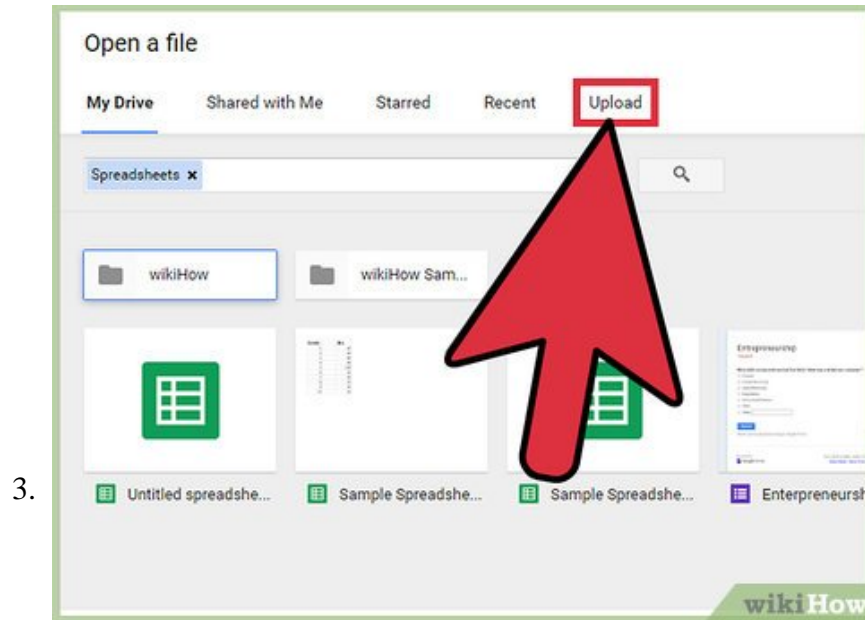 Open a file
My Drive Shared with Me Starred Recent Upload
Spreadsheets x
wikiHow wikiHow Sam...
Entrepreneurship
3.
Untitled spreadshe... Sample Spreadshe... Sample Spreadshe... Enterpreneursh
wikiHow